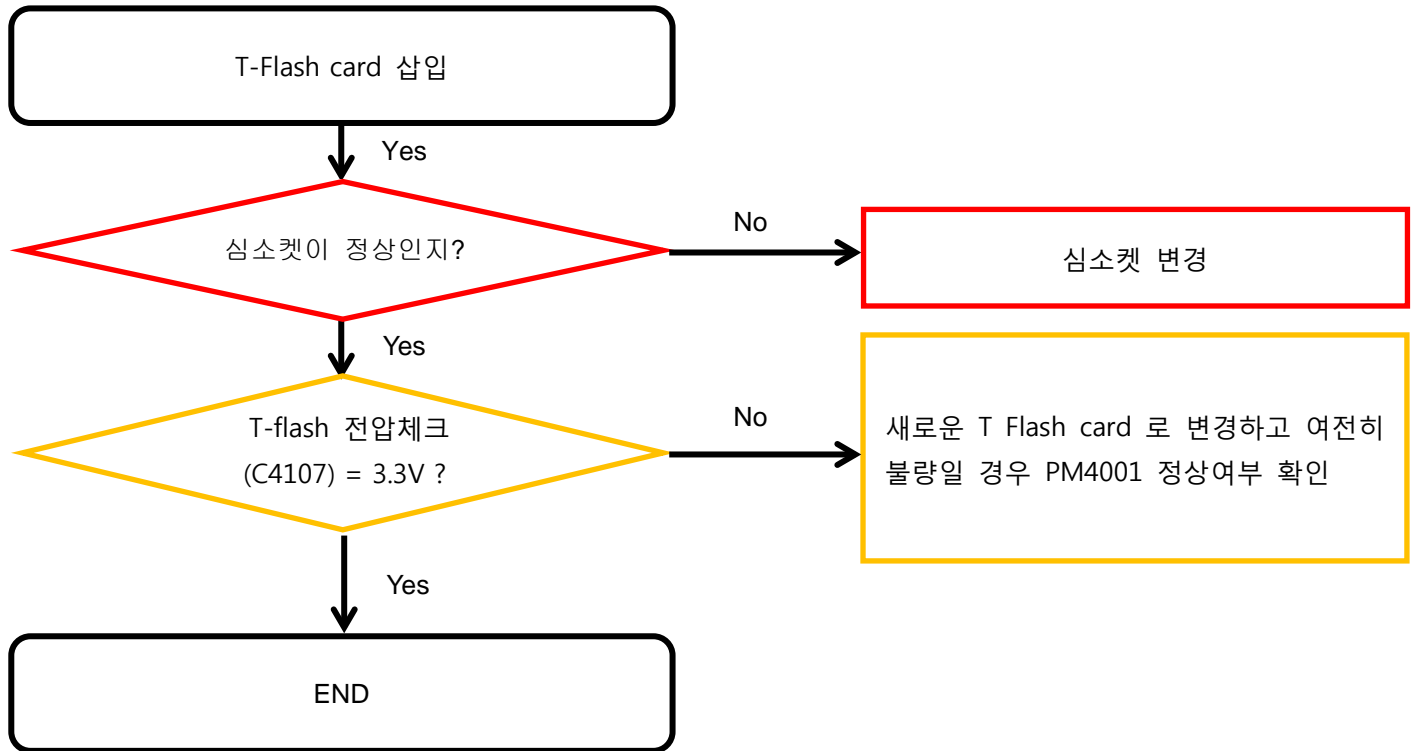 T-Flash card 삽입
Yes
심소켓이 정상인지?
No
심소켓 변경
Yes
T-flash 전압체크
(C4107) = 3.3V ?
No
새로운 T Flash card 로 변경하고 여전히
불량일 경우 PM4001 정상여부 확인
Yes
END